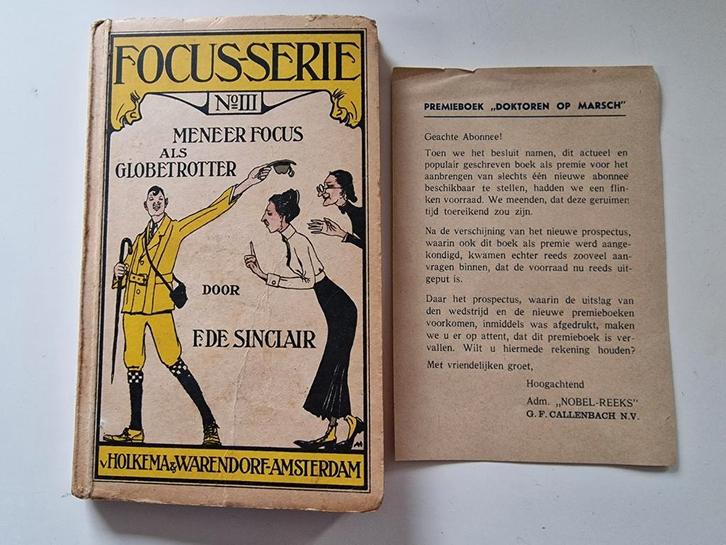 FOCUS-SERIE
No III
MENEER FOCUS
ALS
GLOBETROTTER
DOOR
F. DE SINCLAIR
v. HOLKEMA & WARENDORF-AMSTERDAM
PREMIEBOEK „DOKTOREN OP MARSCH"
Geachte Abonnee!
Toen we het besluit namen, dit actueel en
populair geschreven boek als premie voor het
aanbrengen van slechts één nieuwe abonnee
beschikbaar te stellen, hadden we een flin-
ken voorraad. We meenden, dat deze geruimen
tijd toereikend zou zijn.
Na de verschijning van het nieuwe prospectus,
waarin ook dit boek als premie werd aange-
kondigd, kwamen echter reeds zooveel aan-
vragen binnen, dat de voorraad nu reeds uit-
geput is.
Daar het prospectus, waarin de uitslag van
den wedstrijd en de nieuwe premieboeken
voorkomen, inmiddels was afgedrukt, maken
we u er op attent, dat dit premieboek is ver-
vallen. Wilt u hiermede rekening houden?
Met vriendelijken groet,
Hoogachtend
Adm. „NOBEL-REEKS"
G. F. CALLENBACH N.V.